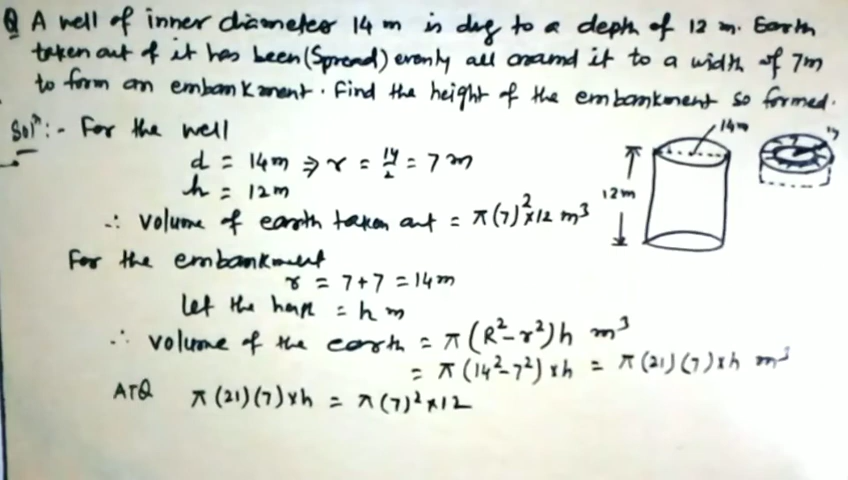 Q A well of inner diameter 14 m is dug to a depth of 12 m. Earth
taken out of it has been (Spread) evenly all around it to a width of 7m
to form an embankment. Find the height of the embankment so formed.
Solⁿ:- For the well
d = 14m ⇒ r = 14/2 = 7 m
h = 12m
∴ volume of earth taken out = π(7)²×12 m³
14m
12m
7
For the embankment
r = 7+7 = 14m
Let the = h m
∴ volume of the earth = π(R²-r²)h m³
= π(14²-7²)×h = π(21)(7)×h m³
ATQ π(21)(7)×h = π(7)²×12